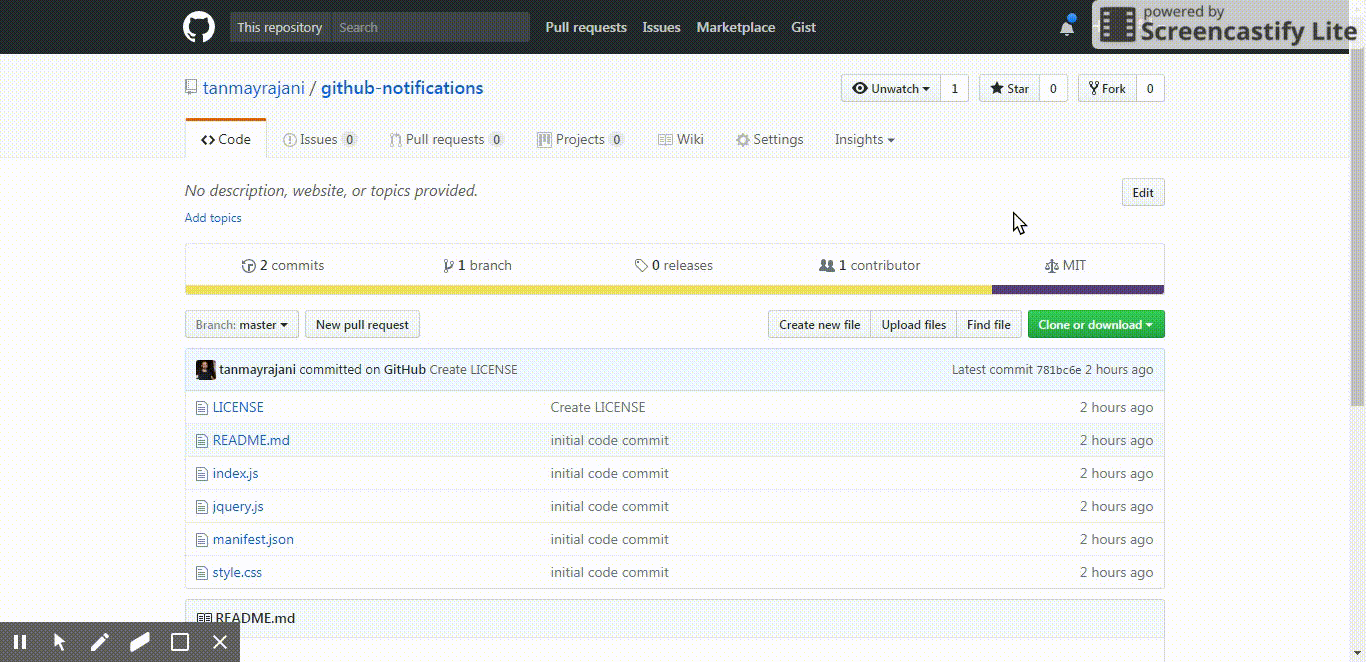 This repository Search Pull requests Issues Marketplace Gist
powered by
Screencastify Lite
tanmayrajani / github-notifications Unwatch 1 Star 0 Fork 0
Code Issues 0 Pull requests 0 Projects 0 Wiki Settings Insights
No description, website, or topics provided. Edit
Add topics
2 commits 1 branch 0 releases 1 contributor MIT
Branch: master New pull request Create new file Upload files Find file Clone or download
tanmayrajani committed on GitHub Create LICENSE Latest commit 781bc6e 2 hours ago
LICENSE Create LICENSE 2 hours ago
README.md initial code commit 2 hours ago
index.js initial code commit 2 hours ago
jquery.js initial code commit 2 hours ago
manifest.json initial code commit 2 hours ago
style.css initial code commit 2 hours ago
README.md